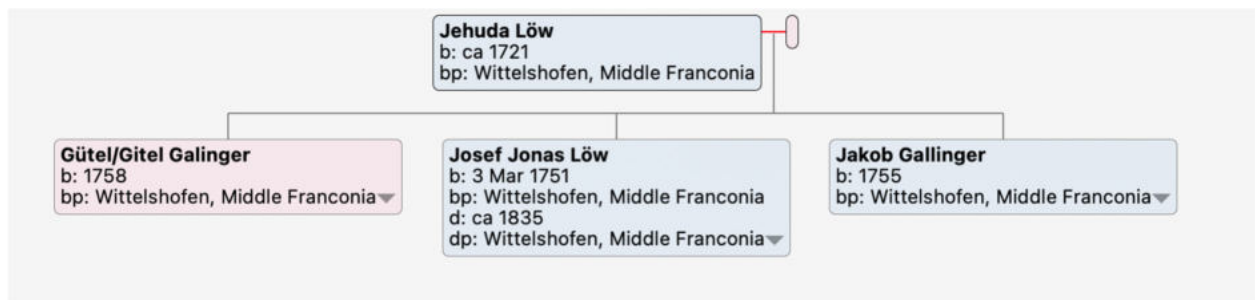 Jehuda Löw
b: ca 1721
bp: Wittelshofen, Middle Franconia
Gütel/Gitel Galinger
b: 1758
bp: Wittelshofen, Middle Franconia
Josef Jonas Löw
b: 3 Mar 1751
bp: Wittelshofen, Middle Franconia
d: ca 1835
dp: Wittelshofen, Middle Franconia
Jakob Gallinger
b: 1755
bp: Wittelshofen, Middle Franconia